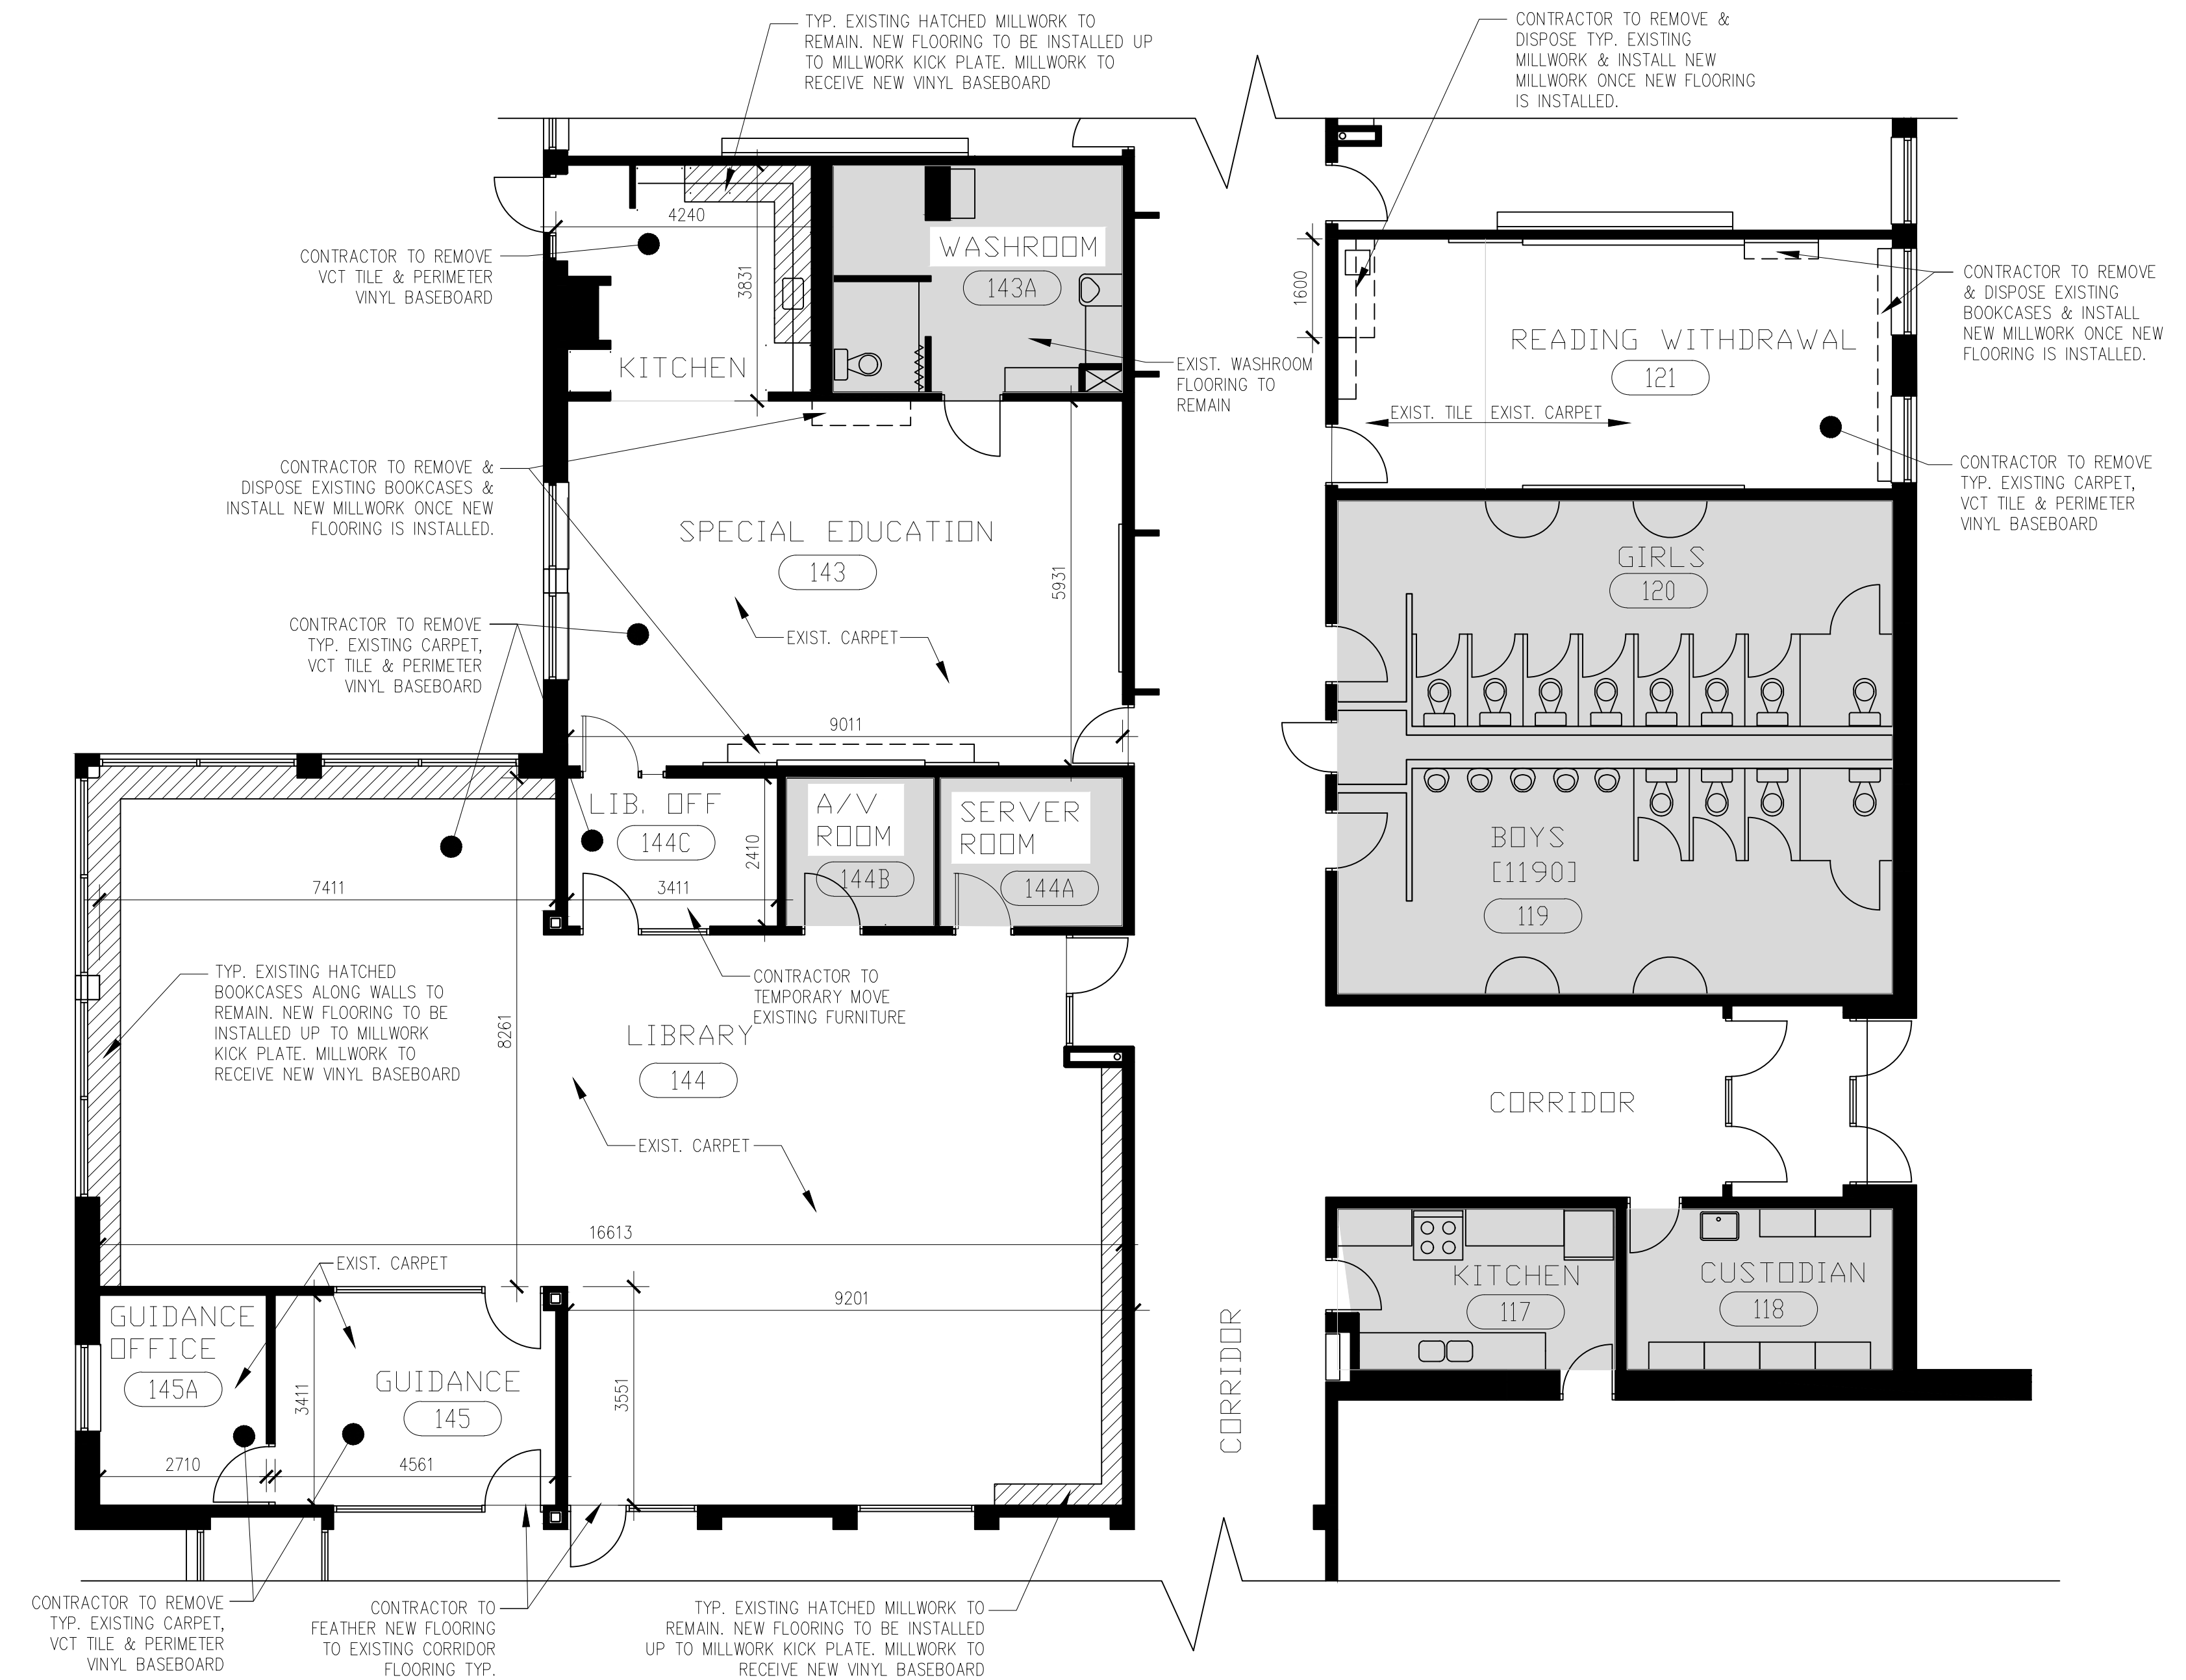 TYP. EXISTING HATCHED MILLWORK TO
REMAIN. NEW FLOORING TO BE INSTALLED UP
TO MILLWORK KICK PLATE. MILLWORK TO
RECEIVE NEW VINYL BASEBOARD
CONTRACTOR TO REMOVE &
DISPOSE TYP. EXISTING
MILLWORK & INSTALL NEW
MILLWORK ONCE NEW FLOORING
IS INSTALLED.
4240
CONTRACTOR TO REMOVE
VCT TILE & PERIMETER
VINYL BASEBOARD
3831
KITCHEN
WASHROOM
143A
EXIST. WASHROOM
FLOORING TO
REMAIN
1600
READING WITHDRAWAL
121
EXIST. TILE
EXIST. CARPET
CONTRACTOR TO REMOVE
& DISPOSE EXISTING
BOOKCASES & INSTALL
NEW MILLWORK ONCE NEW
FLOORING IS INSTALLED.
CONTRACTOR TO REMOVE
TYP. EXISTING CARPET,
VCT TILE & PERIMETER
VINYL BASEBOARD
CONTRACTOR TO REMOVE &
DISPOSE EXISTING BOOKCASES &
INSTALL NEW MILLWORK ONCE NEW
FLOORING IS INSTALLED.
SPECIAL EDUCATION
143
5931
EXIST. CARPET
CONTRACTOR TO REMOVE
TYP. EXISTING CARPET,
VCT TILE & PERIMETER
VINYL BASEBOARD
9011
GIRLS
120
BOYS
[1190]
119
LIB. OFF
144C
2410
3411
A/V
ROOM
144B
SERVER
ROOM
144A
7411
TYP. EXISTING HATCHED
BOOKCASES ALONG WALLS TO
REMAIN. NEW FLOORING TO BE
INSTALLED UP TO MILLWORK
KICK PLATE. MILLWORK TO
RECEIVE NEW VINYL BASEBOARD
8261
CONTRACTOR TO
TEMPORARY MOVE
EXISTING FURNITURE
LIBRARY
144
EXIST. CARPET
CORRIDOR
16613
EXIST. CARPET
9201
GUIDANCE
OFFICE
145A
3411
GUIDANCE
145
3551
2710
4561
CORRIDOR
KITCHEN
117
CUSTODIAN
118
CONTRACTOR TO REMOVE
TYP. EXISTING CARPET,
VCT TILE & PERIMETER
VINYL BASEBOARD
CONTRACTOR TO
FEATHER NEW FLOORING
TO EXISTING CORRIDOR
FLOORING TYP.
TYP. EXISTING HATCHED MILLWORK TO
REMAIN. NEW FLOORING TO BE INSTALLED
UP TO MILLWORK KICK PLATE. MILLWORK TO
RECEIVE NEW VINYL BASEBOARD